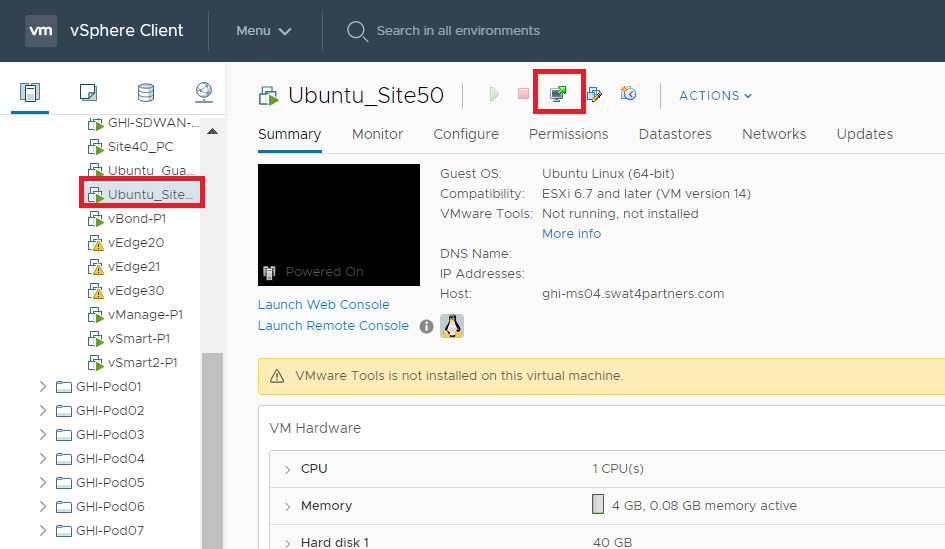 vm vSphere Client Menu Search in all environments
GHI-SDWAN-...
Site40_PC
Ubuntu_Gua...
Ubuntu_Site...
vBond-P1
vEdge20
vEdge21
vEdge30
vManage-P1
vSmart-P1
vSmart2-P1
GHI-Pod01
GHI-Pod02
GHI-Pod03
GHI-Pod04
GHI-Pod05
GHI-Pod06
GHI-Pod07
Ubuntu_Site50 ACTIONS
Summary Monitor Configure Permissions Datastores Networks Updates
Powered On
Launch Web Console
Launch Remote Console
Guest OS: Ubuntu Linux (64-bit)
Compatibility: ESXi 6.7 and later (VM version 14)
VMware Tools: Not running, not installed
More info
DNS Name:
IP Addresses:
Host: ghi-ms04.swat4partners.com
VMware Tools is not installed on this virtual machine.
VM Hardware
CPU 1 CPU(s)
Memory 4 GB, 0.08 GB memory active
Hard disk 1 40 GB